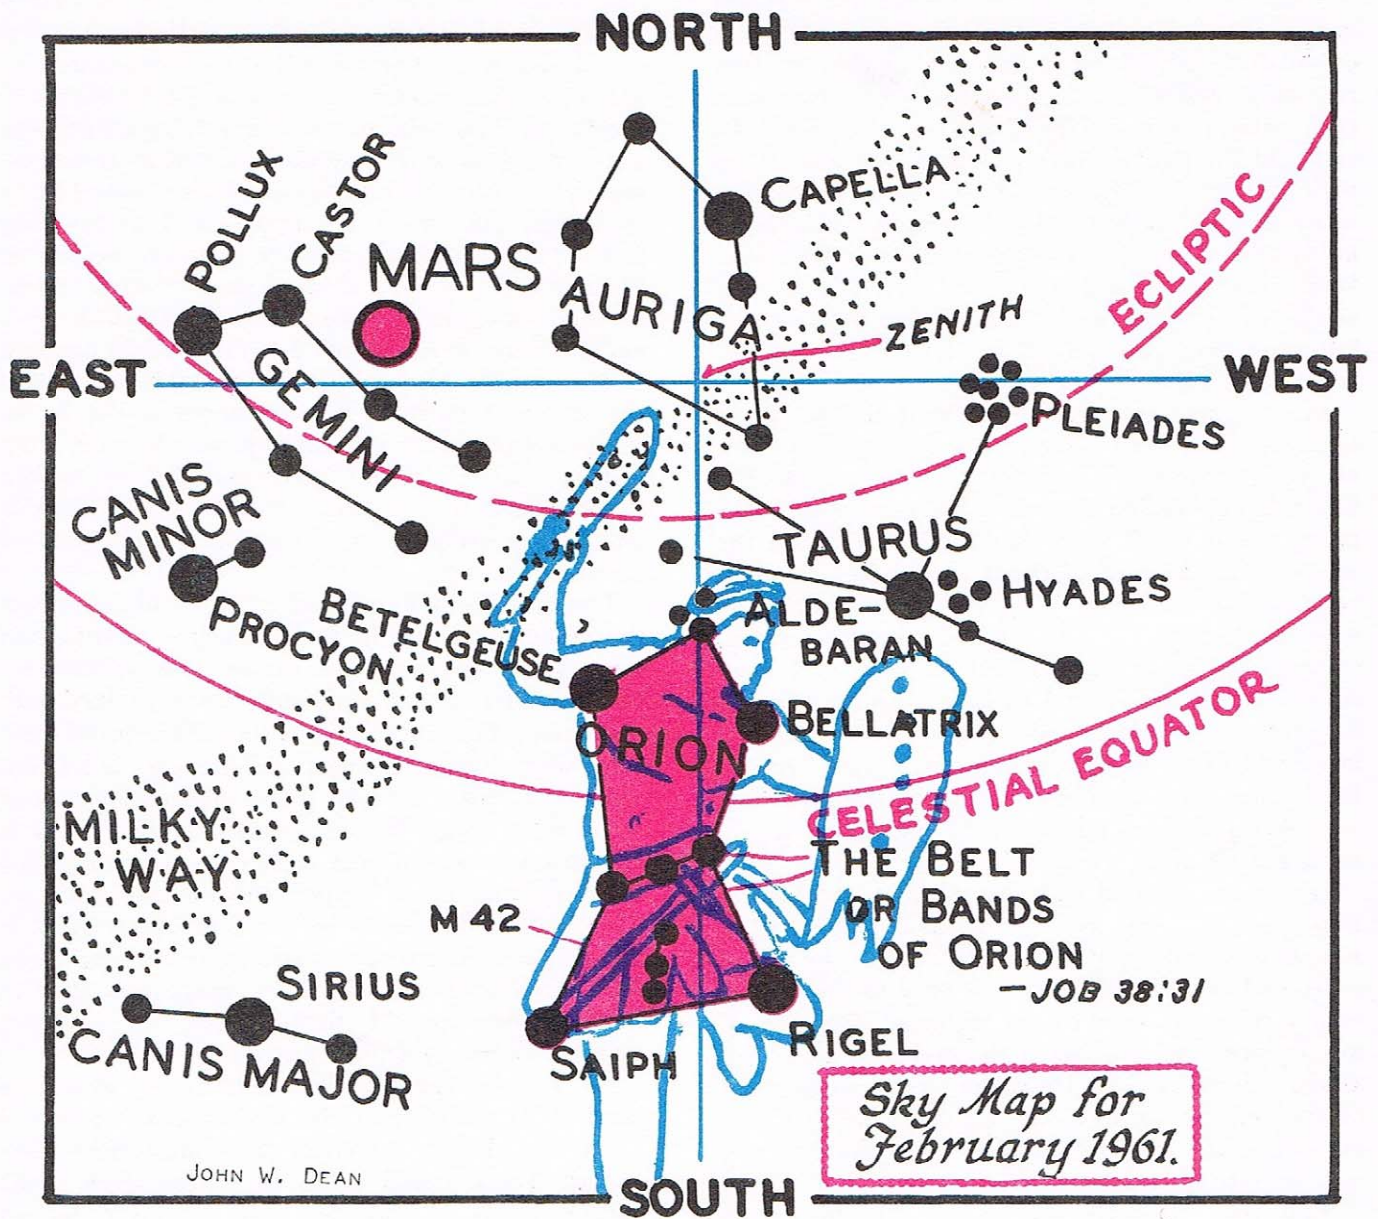 NORTH
POLLUX
CASTOR
MARS
CAPELLA
AURIGA
ECLIPTIC
ZENITH
EAST
WEST
GEMINI
PLEIADES
CANIS
MINOR
PROCYON
TAURUS
HYADES
BETELGEUSE
ALDE-
BARAN
BELLATRIX
ORION
CELESTIAL EQUATOR
MILKY
WAY
THE BELT
OR BANDS
OF ORION
—JOB 38:31
M 42
SIRIUS
CANIS MAJOR
SAIPH
RIGEL
Sky Map for
February 1961.
JOHN W. DEAN
SOUTH